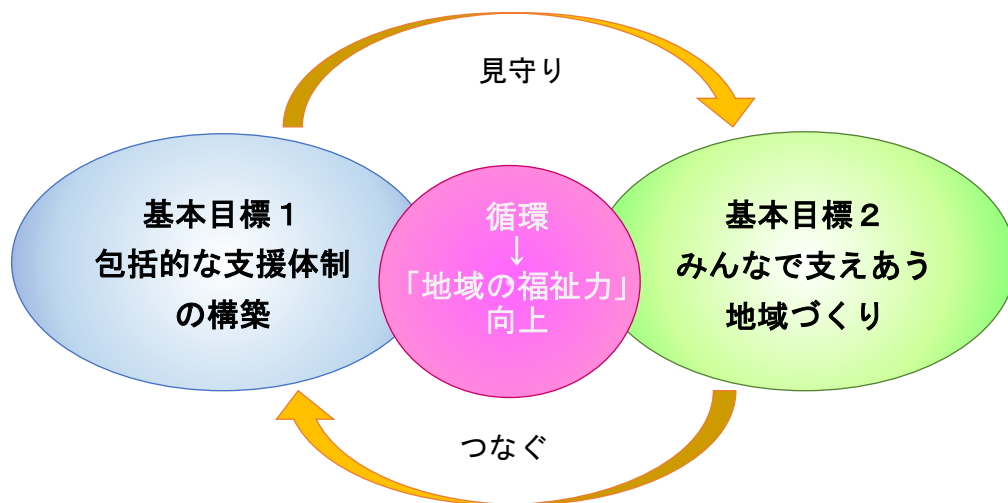 見守り
基本目標１
包括的な支援体制
の構築
循環
↓
「地域の福祉力」
向上
基本目標２
みんなで支えあう
地域づくり
つなぐ